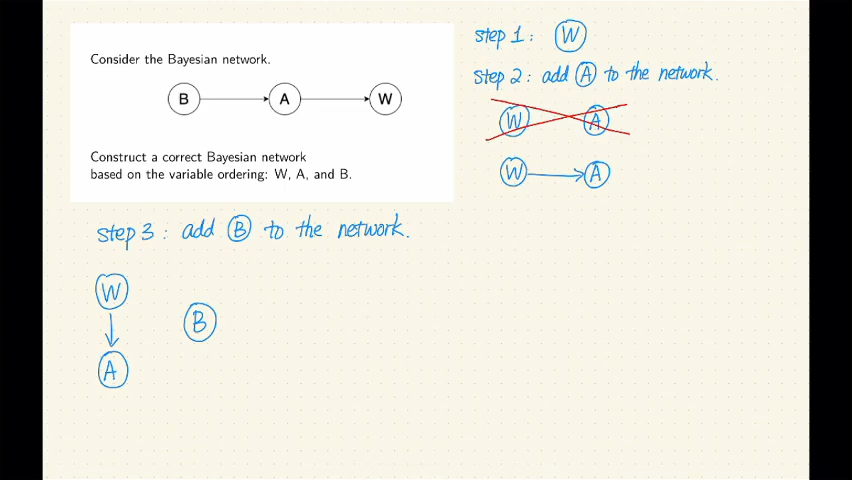 Consider the Bayesian network.
B A W
Construct a correct Bayesian network
based on the variable ordering: W, A, and B.
step 1: W
step 2: add A to the network.
W A
W A
step 3: add B to the network.
W
B
A